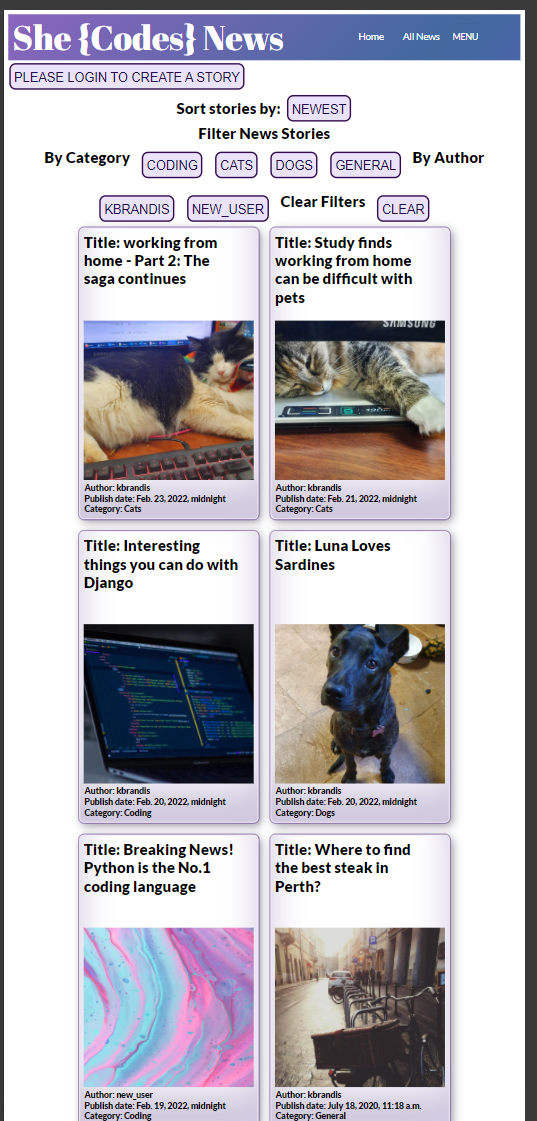 She {Codes} News
Home All News MENU
PLEASE LOGIN TO CREATE A STORY
Sort stories by: NEWEST
Filter News Stories
By Category CODING CATS DOGS GENERAL By Author
KBRANDIS NEW_USER Clear Filters CLEAR
Title: working from
home - Part 2: The
saga continues
Author: kbrandis
Publish date: Feb. 23, 2022, midnight
Category: Cats
Title: Study finds
working from home
can be difficult with
pets
SAMSUNG
Author: kbrandis
Publish date: Feb. 21, 2022, midnight
Category: Cats
Title: Interesting
things you can do with
Django
Author: kbrandis
Publish date: Feb. 20, 2022, midnight
Category: Coding
Title: Luna Loves
Sardines
Author: kbrandis
Publish date: Feb. 20, 2022, midnight
Category: Dogs
Title: Breaking News!
Python is the No.1
coding language
Author: new_user
Publish date: Feb. 19, 2022, midnight
Category: Coding
Title: Where to find
the best steak in
Perth?
Author: kbrandis
Publish date: July 18, 2020, 11:18 a.m.
Category: General